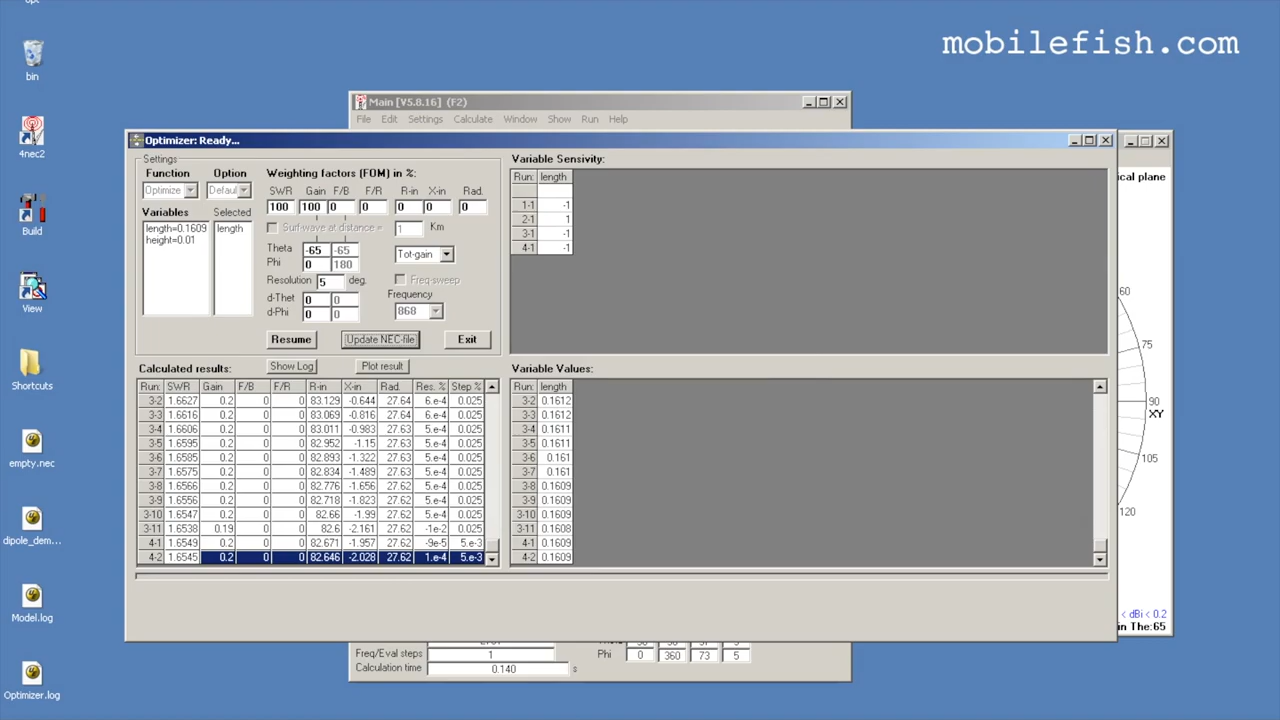 opt
mobilefish.com
bin
4nec2
Build
View
Shortcuts
empty.nec
dipole_dem...
Model.log
Optimizer.log
Main [V5.8.16] (F2)
File Edit Settings Calculate Window Show Run Help
Optimizer: Ready...
Settings
Function Option
Optimize Defaul
Variables Selected
length=0.1609 length
height=0.01
Weighting factors (FOM) in %:
SWR Gain F/B F/R R-in X-in Rad.
100 100 0 0 0 0 0
Surf-wave at distance = 1 Km
Theta -65 -65 Tot-gain
Phi 0 180
Resolution 5 deg. Freq-sweep
d-Thet 0 0 Frequency
d-Phi 0 0 868
Resume Update NEC-file Exit
Variable Sensivity:
Run: length
1-1 -1
2-1 1
3-1 -1
4-1 -1
Calculated results: Show Log Plot result
Run: SWR Gain F/B F/R R-in X-in Rad. Res. % Step %
3-2 1.6627 0.2 0 0 83.129 -0.644 27.64 6.e-4 0.025
3-3 1.6616 0.2 0 0 83.069 -0.816 27.64 6.e-4 0.025
3-4 1.6606 0.2 0 0 83.011 -0.983 27.63 5.e-4 0.025
3-5 1.6595 0.2 0 0 82.952 -1.15 27.63 5.e-4 0.025
3-6 1.6585 0.2 0 0 82.893 -1.322 27.63 5.e-4 0.025
3-7 1.6575 0.2 0 0 82.834 -1.489 27.63 5.e-4 0.025
3-8 1.6566 0.2 0 0 82.776 -1.656 27.62 5.e-4 0.025
3-9 1.6556 0.2 0 0 82.718 -1.823 27.62 5.e-4 0.025
3-10 1.6547 0.2 0 0 82.66 -1.99 27.62 5.e-4 0.025
3-11 1.6538 0.19 0 0 82.6 -2.161 27.62 -1e-2 0.025
4-1 1.6549 0.2 0 0 82.671 -1.957 27.62 -9e-5 5.e-3
4-2 1.6545 0.2 0 0 82.646 -2.028 27.62 1.e-4 5.e-3
Variable Values:
Run: length
3-2 0.1612
3-3 0.1612
3-4 0.1611
3-5 0.1611
3-6 0.161
3-7 0.161
3-8 0.1609
3-9 0.1609
3-10 0.1609
3-11 0.1608
4-1 0.1609
4-2 0.1609
ical plane
60
75
90
XY
105
120
< dBi < 0.2
in The:65
Freq/Eval steps 1
Calculation time 0.140 s
Phi 0 360 73 5